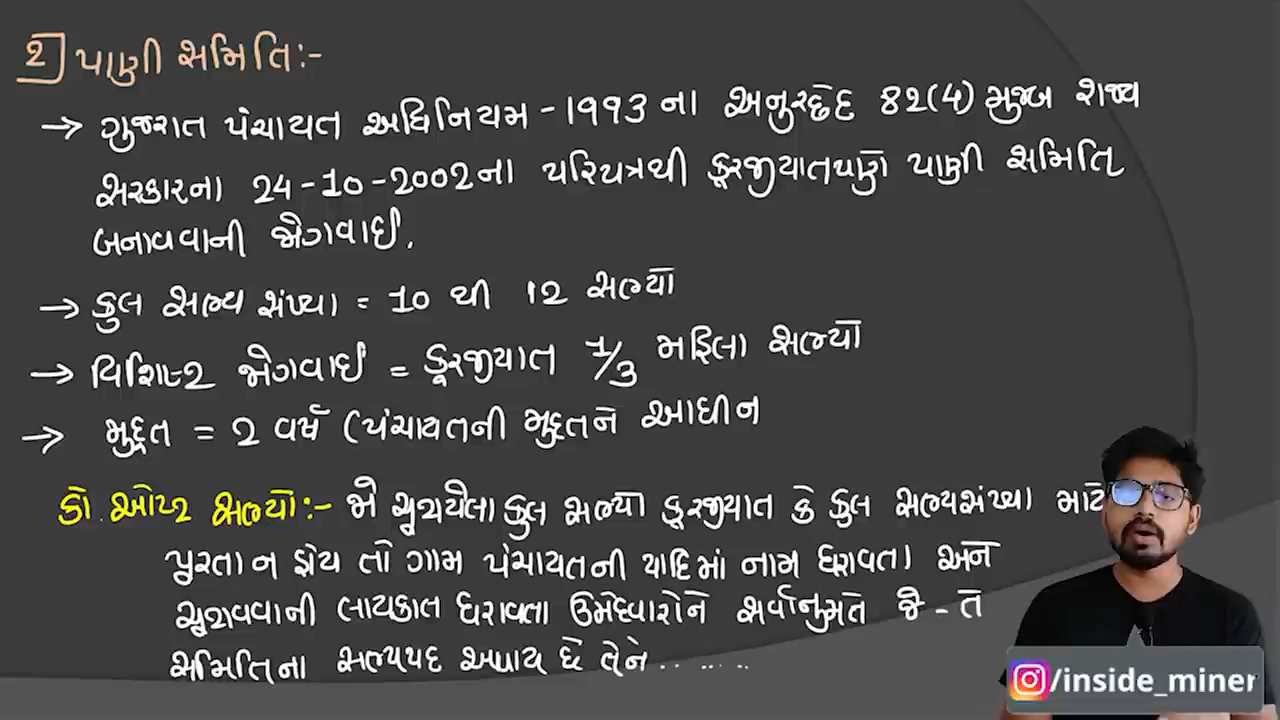 2 પાણી સમિતિ:-
→ ગુજરાત પંચાયત અધિનિયમ - 1993 ના અનુચ્છેદ 82(4) મુજબ રાજ્ય
સરકારના 24-10-2002ના પરિપત્રથી ફરજીયાતપણે પાણી સમિતિ
બનાવવાની જોગવાઈ.
→ કુલ સભ્ય સંખ્યા = 10 થી 12 સભ્યો
→ વિશિષ્ટ જોગવાઈ = ફરજીયાત 1/3 મહિલા સભ્યો
→ મુદ્દત = 2 વર્ષ (પંચાયતની મુદ્દતને આધીન
કો. ઓપ્ટ સભ્યો:- જો ચૂંટાયેલા કુલ સભ્યો ફરજીયાત કે કુલ સભ્યસંખ્યા માટે
પૂરતા ન હોય તો ગામ પંચાયતની યાદિમાં નામ ધરાવતા અને
ચૂંટાવવાની લાયકાત ધરાવતા ઉમેદવારોને સર્વાનુમતે જે - તે
સમિતિના સભ્યપદ અપાય છે તેને.......
/inside_miner